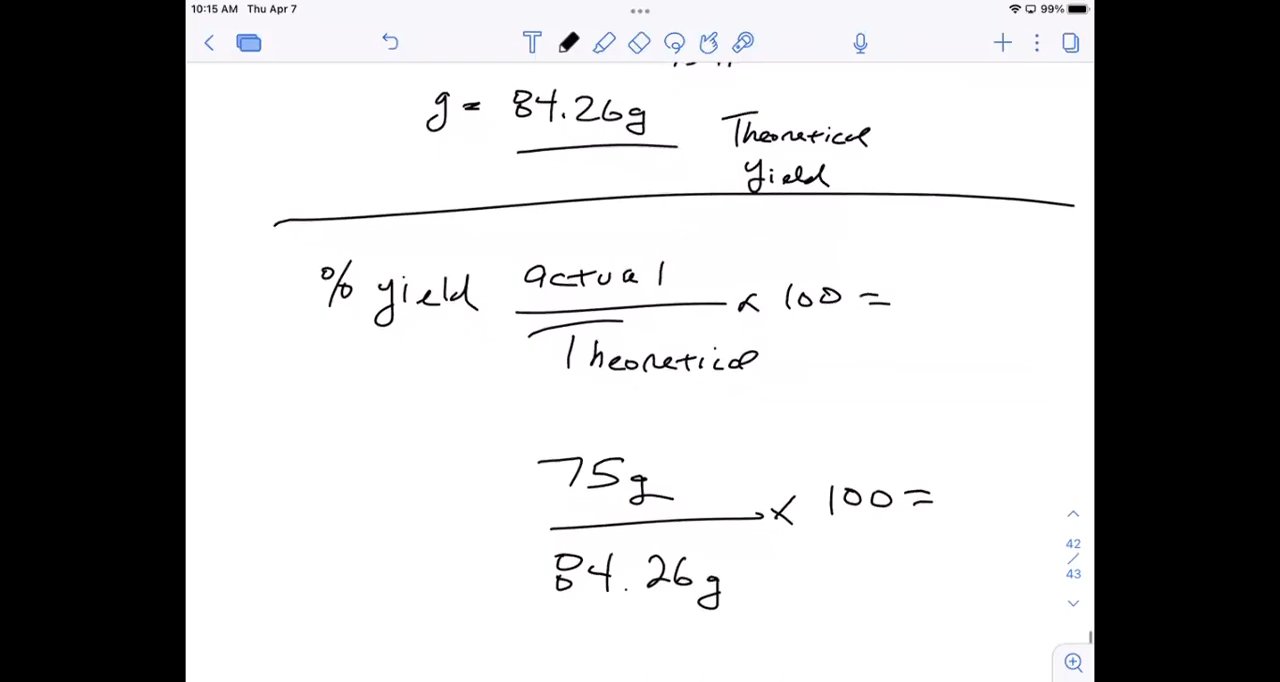 10:15 AM Thu Apr 7
99%
g = 84.26g
Theoretical
yield
% yield actual / Theoretical × 100 =
75g / 84.26g × 100 =
42
/
43